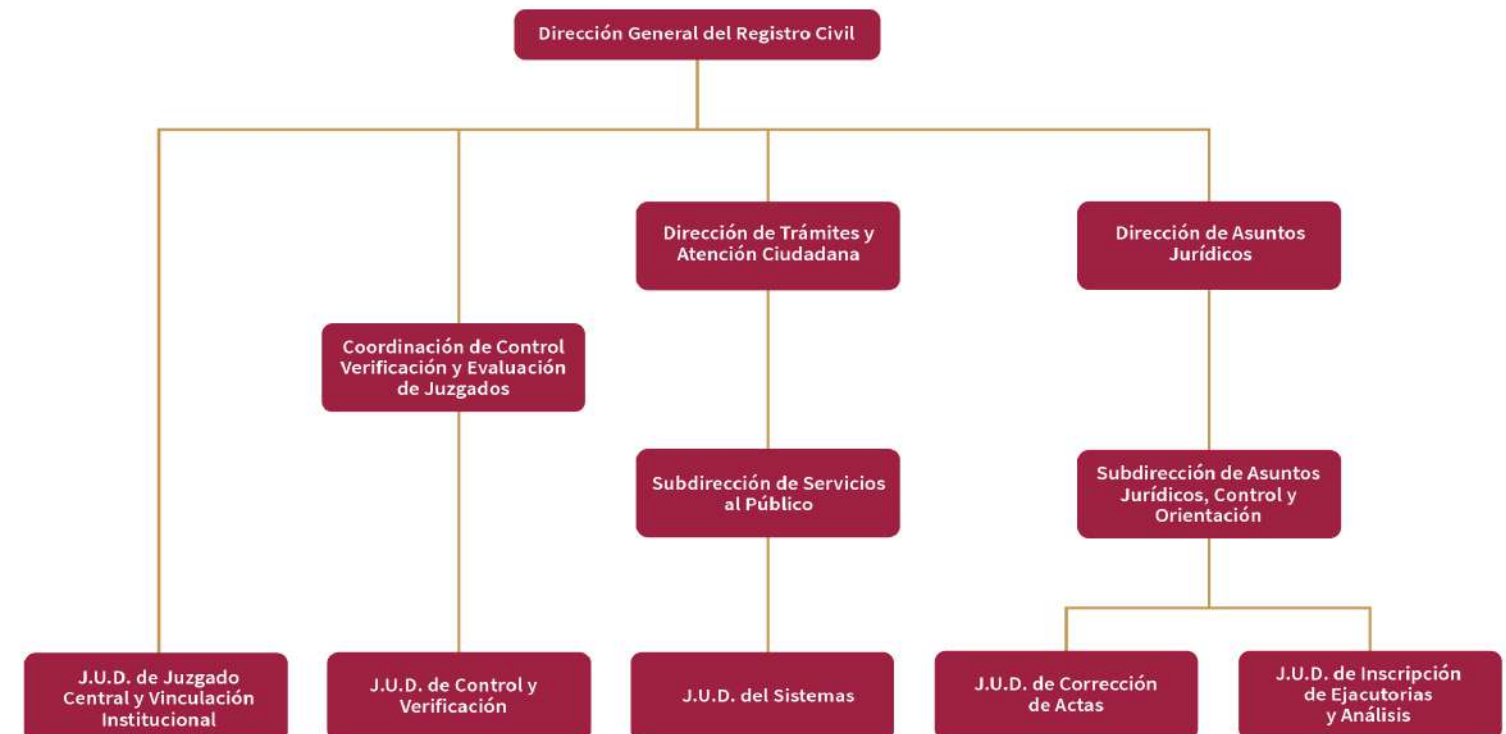 Dirección General del Registro Civil
Dirección de Trámites y
Atención Ciudadana
Dirección de Asuntos
Jurídicos
Coordinación de Control
Verificación y Evaluación
de Juzgados
Subdirección de Servicios
al Público
Subdirección de Asuntos
Jurídicos, Control y
Orientación
J.U.D. de Juzgado
Central y Vinculación
Institucional
J.U.D. de Control y
Verificación
J.U.D. del Sistemas
J.U.D. de Corrección
de Actas
J.U.D. de Inscripción
de Ejacutorias
y Análisis